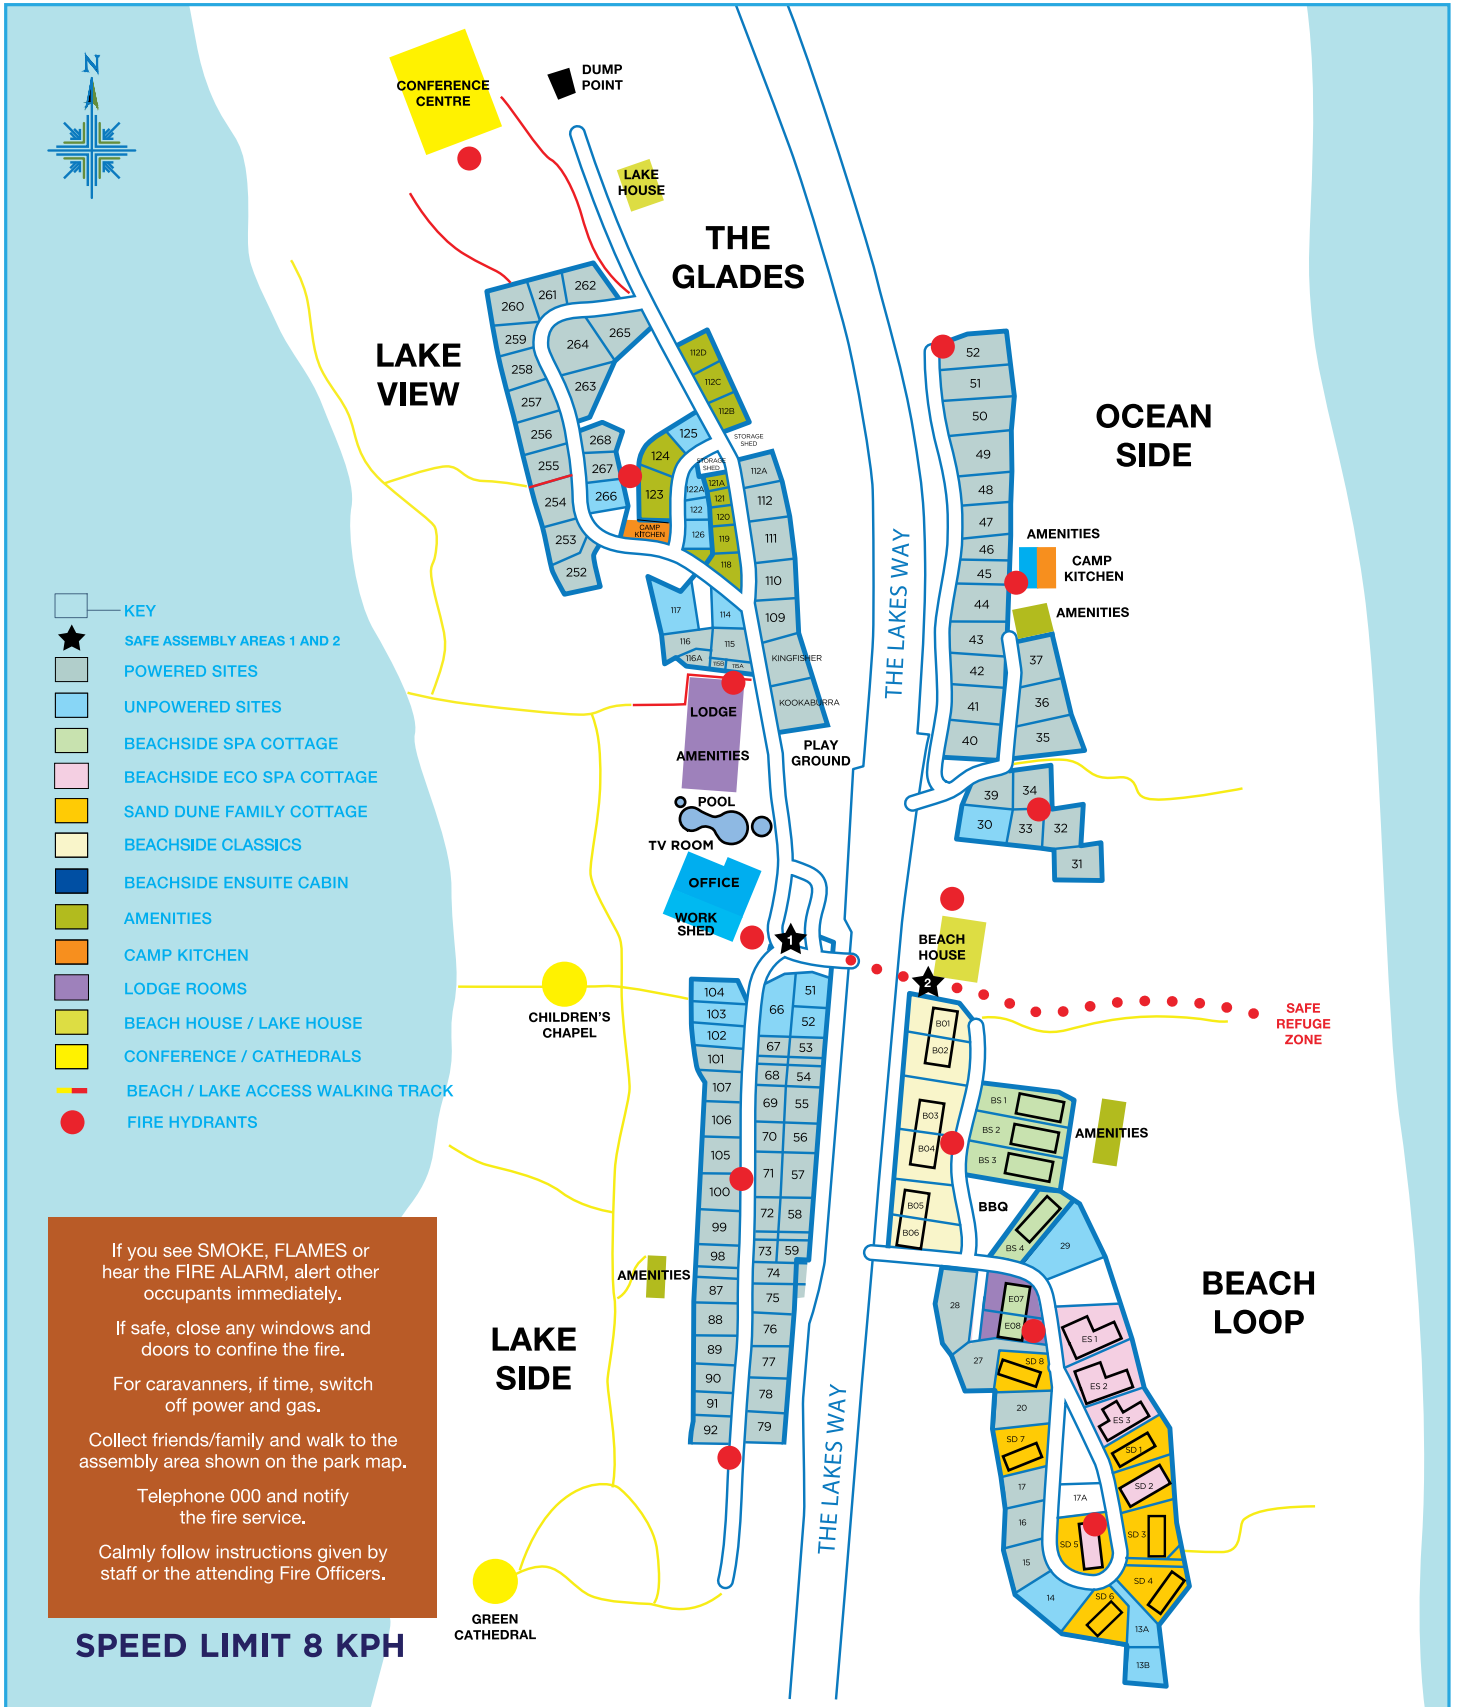 N
CONFERENCE
CENTRE
DUMP
POINT
LAKE
HOUSE
THE
GLADES
LAKE
VIEW
260
261
262
259
258
257
256
255
254
253
252
265
264
263
268
267
266
112D
112C
112B
STORAGE
SHED
125
124
123
CAMP
KITCHEN
STORAGE
SHED
122A
122
126
121A
121
120
119
118
112A
112
111
110
109
KINGFISHER
KOOKABURRA
117
116
116A
114
115
115B
115A
LODGE
AMENITIES
PLAY
GROUND
POOL
TV ROOM
OFFICE
WORK
SHED
1
THE LAKES WAY
OCEAN
SIDE
52
51
50
49
48
47
46
45
44
43
42
41
40
AMENITIES
CAMP
KITCHEN
AMENITIES
37
36
35
39
34
30
33
32
31
BEACH
HOUSE
2
SAFE
REFUGE
ZONE
KEY
SAFE ASSEMBLY AREAS 1 AND 2
POWERED SITES
UNPOWERED SITES
BEACHSIDE SPA COTTAGE
BEACHSIDE ECO SPA COTTAGE
SAND DUNE FAMILY COTTAGE
BEACHSIDE CLASSICS
BEACHSIDE ENSUITE CABIN
AMENITIES
CAMP KITCHEN
LODGE ROOMS
BEACH HOUSE / LAKE HOUSE
CONFERENCE / CATHEDRALS
BEACH / LAKE ACCESS WALKING TRACK
FIRE HYDRANTS
CHILDREN'S
CHAPEL
104
103
102
101
107
106
105
100
99
98
87
88
89
90
91
92
66
51
52
67
53
68
54
69
55
70
56
71
57
72
58
73
59
74
75
76
77
78
79
AMENITIES
LAKE
SIDE
GREEN
CATHEDRAL
THE LAKES WAY
B01
B02
B03
B04
B05
B06
BS 1
BS 2
BS 3
BS 4
AMENITIES
BBQ
29
BEACH
LOOP
28
E07
E08
27
SD 8
20
SD 7
17
16
15
14
ES 1
ES 2
ES 3
SD 1
SD 2
SD 3
SD 4
17A
SD 5
SD 6
13A
13B
If you see SMOKE, FLAMES or
hear the FIRE ALARM, alert other
occupants immediately.
If safe, close any windows and
doors to confine the fire.
For caravanners, if time, switch
off power and gas.
Collect friends/family and walk to the
assembly area shown on the park map.
Telephone 000 and notify
the fire service.
Calmly follow instructions given by
staff or the attending Fire Officers.
SPEED LIMIT 8 KPH